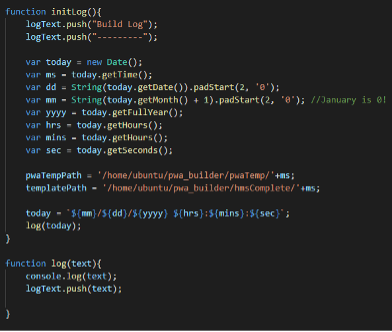 function initLog(){
    logText.push("Build Log");
    logText.push("---------");

    var today = new Date();
    var ms = today.getTime();
    var dd = String(today.getDate()).padStart(2, '0');
    var mm = String(today.getMonth() + 1).padStart(2, '0'); //January is 0!
    var yyyy = today.getFullYear();
    var hrs = today.getHours();
    var mins = today.getHours();
    var sec = today.getSeconds();

    pwaTempPath = '/home/ubuntu/pwa_builder/pwaTemp/'+ms;
    templatePath = '/home/ubuntu/pwa_builder/hmsComplete/'+ms;

    today = `${mm}/${dd}/${yyyy} ${hrs}:${mins}:${sec}`;
    log(today);
}

function log(text){
    console.log(text);
    logText.push(text);

}